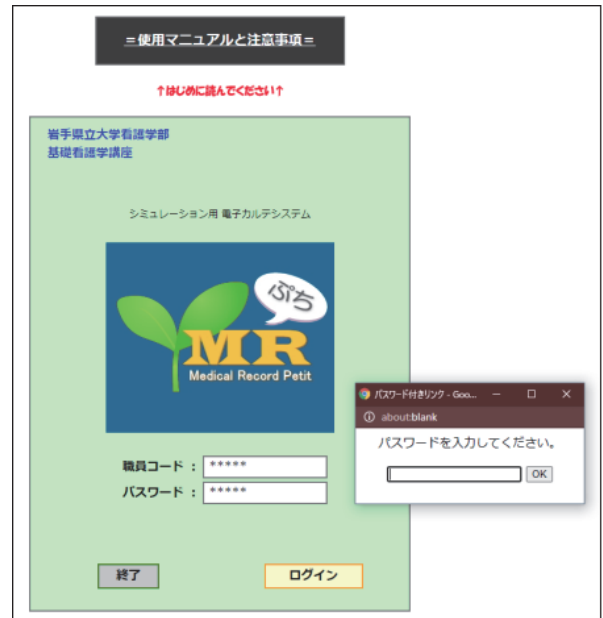 =使用マニュアルと注意事項=
↑はじめに読んでください↑
岩手県立大学看護学部
基礎看護学講座
シミュレーション用 電子カルテシステム
ぷち
MR
Medical Record Petit
パスワード付きリンク - Goo...
about:blank
パスワードを入力してください。
OK
職員コード : *****
パスワード : *****
終了
ログイン